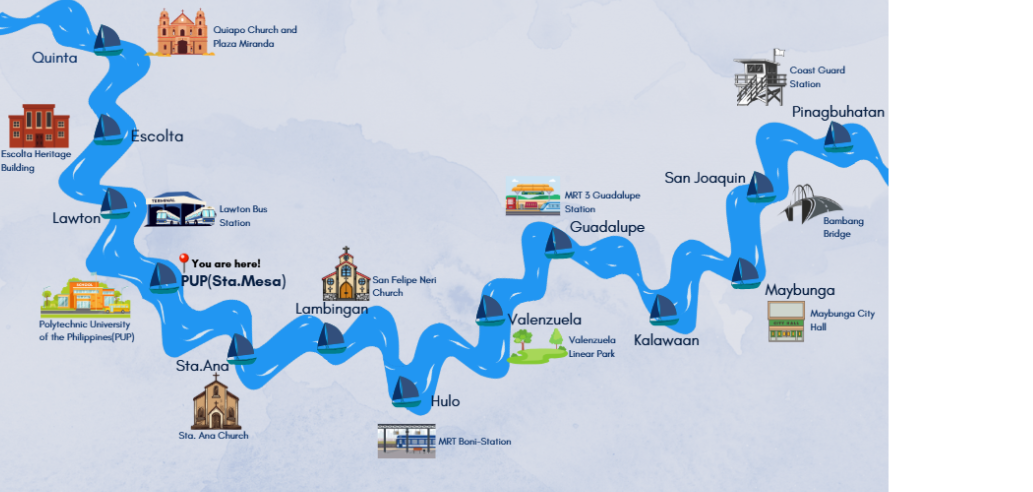 Quinta
Quiapo Church and
Plaza Miranda
Escolta
Escolta Heritage
Building
Lawton
TERMINAL
Lawton Bus
Station
You are here!
PUP(Sta.Mesa)
SCHOOL
Polytechnic University
of the Philippines(PUP)
Sta.Ana
Sta. Ana Church
Lambingan
San Felipe Neri
Church
Hulo
MRT Boni-Station
Valenzuela
Valenzuela
Linear Park
MRT 3 Guadalupe
Station
Guadalupe
Kalawaan
Maybunga
CITY HALL
Maybunga City
Hall
San Joaquin
Bambang
Bridge
Coast Guard
Station
Pinagbuhatan